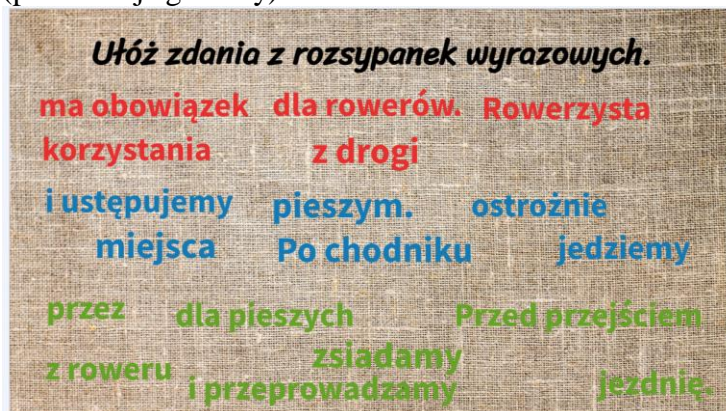 Ułóż zdania z rozsypanek wyrazowych.
ma obowiązek dla rowerów. Rowerzysta
korzystania z drogi
i ustępujemy pieszym. ostrożnie
miejsca Po chodniku jedziemy
przez dla pieszych Przed przejściem
z roweru zsiadamy
i przeprowadzamy jezdnię.